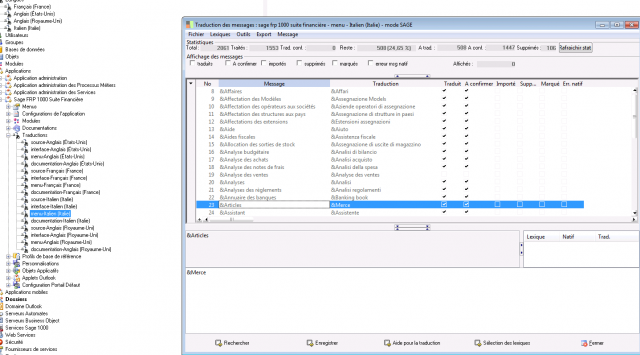 Langues
Français (France)
Anglais (États-Unis)
Anglais (Royaume-Uni)
Italien (Italie)
Utilisateurs
Groupes
Bases de données
Objets
Modules
Applications
Application administration
Application administration des Processus Métiers
Application administration des Services
Sage FRP 1000 Suite Financière
Menus
Configurations de l'application
Modules
Documentations
Traductions
source-Anglais (États-Unis)
interface-Anglais (États-Unis)
menu-Anglais (États-Unis)
documentation-Anglais (États-Unis)
source-Français (France)
interface-Français (France)
menu-Français (France)
documentation-Français (France)
source-Italien (Italie)
interface-Italien (Italie)
menu-Italien (Italie)
documentation-Italien (Italie)
source-Anglais (Royaume-Uni)
interface-Anglais (Royaume-Uni)
menu-Anglais (Royaume-Uni)
documentation-Anglais (Royaume-Uni)
Profils de base de référence
Personnalisations
Objets Applicatifs
Applets Outlook
Configuration Portail Défaut
Applications mobiles
Dossiers
Domaine Outlook
Serveurs Automates
Serveurs Business Object
Services Sage 1000
Web Services
Sécurité
Fournisseurs de services
Traduction des messages : sage frp 1000 suite financière - menu - Italien (Italie) - mode SAGE
Fichier Lexiques Outils Export Message
Statistiques
Total 2061 Traités : 1553 Trad. cont. : 0 Reste : 508 (24,65 %) A trad. : 508 A conf. : 1447 Supprimés : 106 Rafraichir stat
Affichage des messages
traduits A confirmer importés supprimés marqués erreur msg natif Affichés : 0
No Message Traduction Traduit A confirmer Importé Supp... Marqué Err. natif
8 &Affaires &Affari
9 &Affectation des Modèles &Assegnazione Modelli
10 &Affectation des opérateurs aux sociétés &Aziende operatori di assegnazione
11 &Affectation des structures aux pays &Assegnazione di strutture in paesi
12 &Affectations des extensions &Estensioni assegnazioni
13 &Aide &Aiuto
14 &Aides fiscales &Assistenza fiscale
15 &Allocation des sorties de stock &Assegnazione di uscite di magazzino
16 &Analyse budgétaire &Analisi di bilancio
17 &Analyse des achats &Analisi acquisto
18 &Analyse des notes de frais &Analisi della spesa
19 &Analyse des ventes &Analisi delle vendite
20 &Analyses &Analisi
21 &Analyses des règlements &Analisi regolamenti
22 &Annuaire des banques &Banking book
23 &Articles &Merce
24 &Assistant &Assistente
&Articles
Lexique Natif Trad.
&Merce
Rechercher Enregistrer Aide pour la traduction Sélection des lexiques Fermer